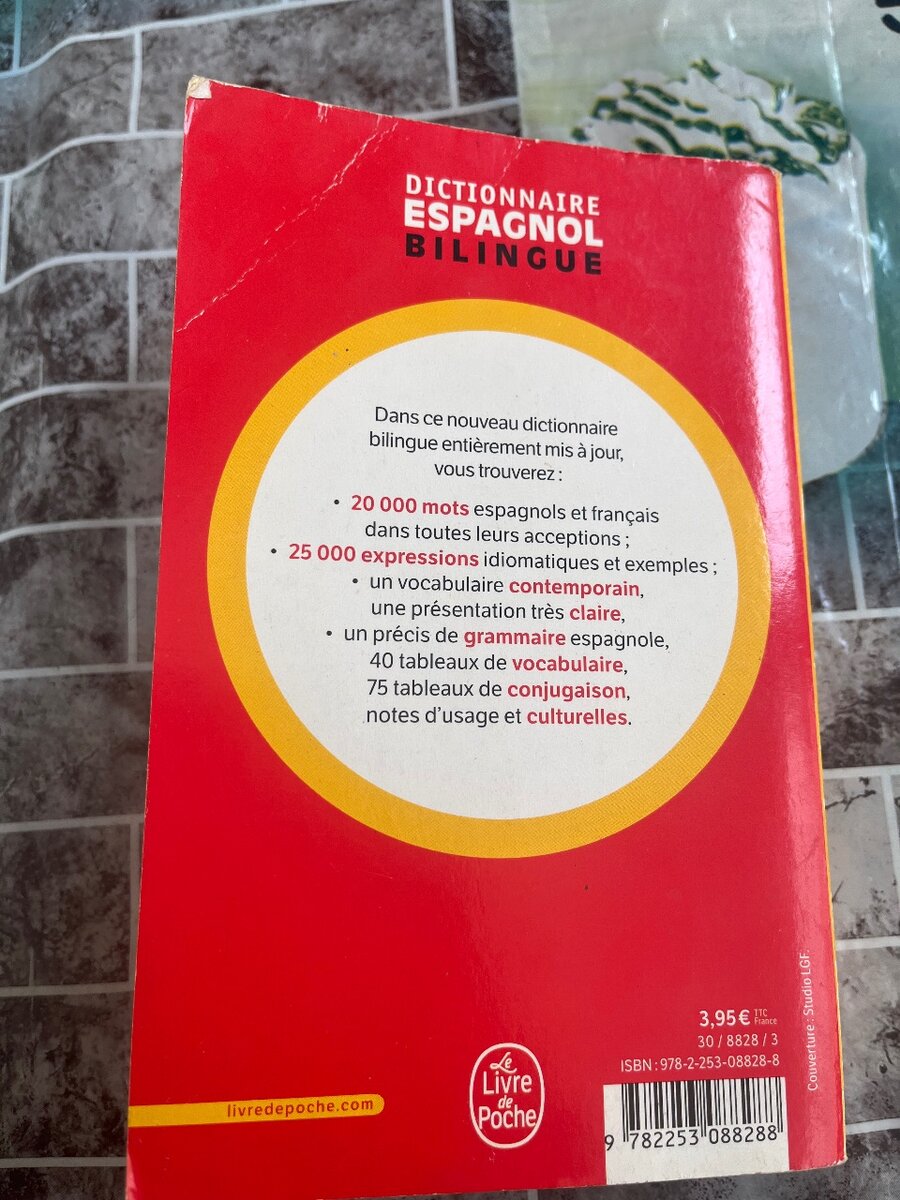 DICTIONNAIRE
ESPAGNOL
BILINGUE
Dans ce nouveau dictionnaire
bilingue entièrement mis à jour,
vous trouverez :
• 20 000 mots espagnols et français
dans toutes leurs acceptions ;
• 25 000 expressions idiomatiques et exemples ;
• un vocabulaire contemporain,
une présentation très claire,
• un précis de grammaire espagnole,
40 tableaux de vocabulaire,
75 tableaux de conjugaison,
notes d'usage et culturelles.
3,95 € TTC France
30 / 8828 / 3
ISBN : 978-2-253-08828-8
Couverture : Studio LGF.
livredepoche.com
Le
Livre
de
Poche
9 782253 088288